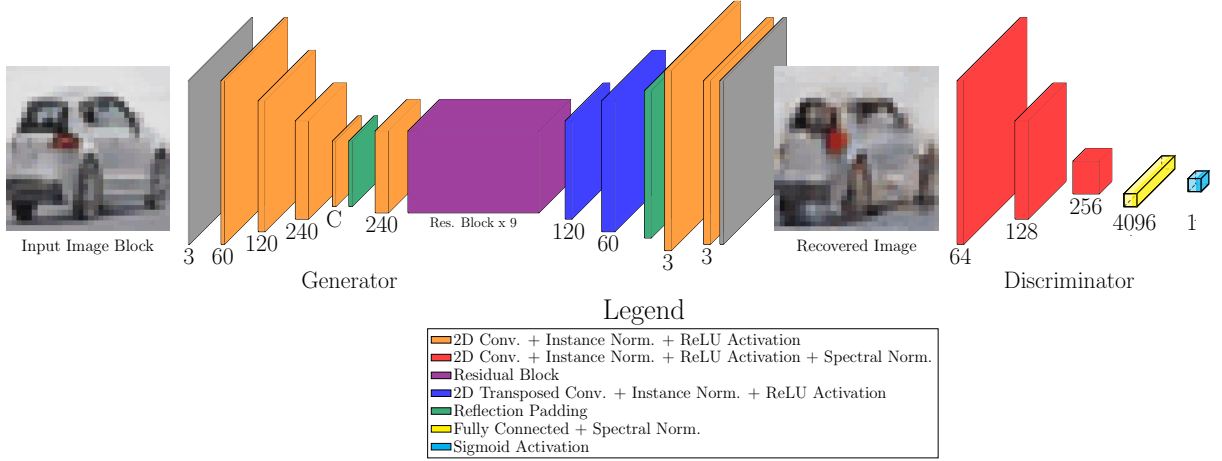 Input Image Block
3
60
120
240
C
240
Res. Block x 9
120
60
3
3
Recovered Image
64
128
256
4096
1
Generator
Discriminator
Legend
2D Conv. + Instance Norm. + ReLU Activation
2D Conv. + Instance Norm. + ReLU Activation + Spectral Norm.
Residual Block
2D Transposed Conv. + Instance Norm. + ReLU Activation
Reflection Padding
Fully Connected + Spectral Norm.
Sigmoid Activation